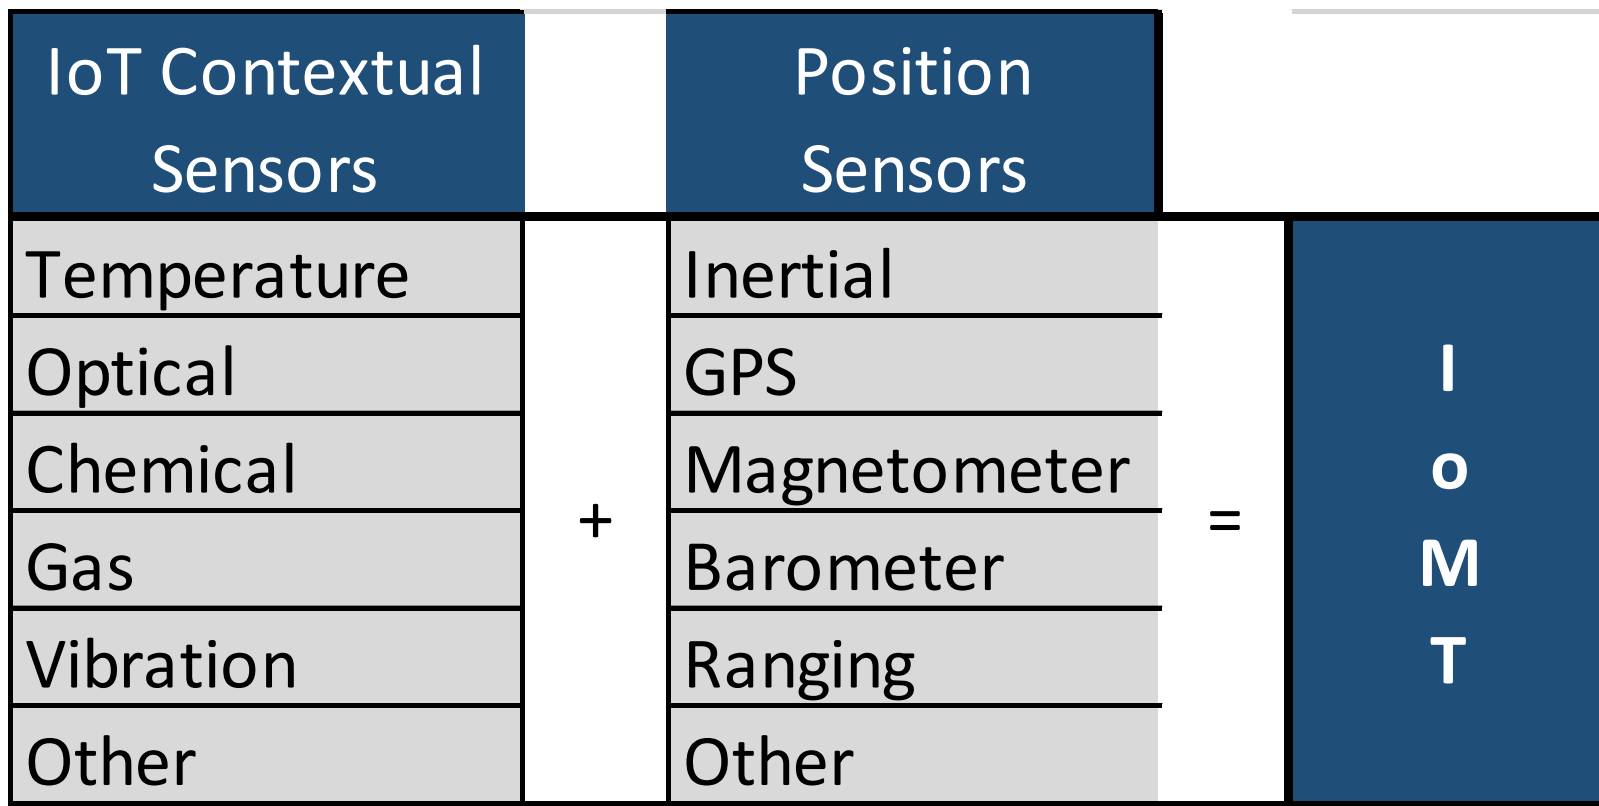 IoT Contextual
Sensors
Temperature
Optical
Chemical
Gas
Vibration
Other
+
Position
Sensors
Inertial
GPS
Magnetometer
Barometer
Ranging
Other
=
I
o
M
T